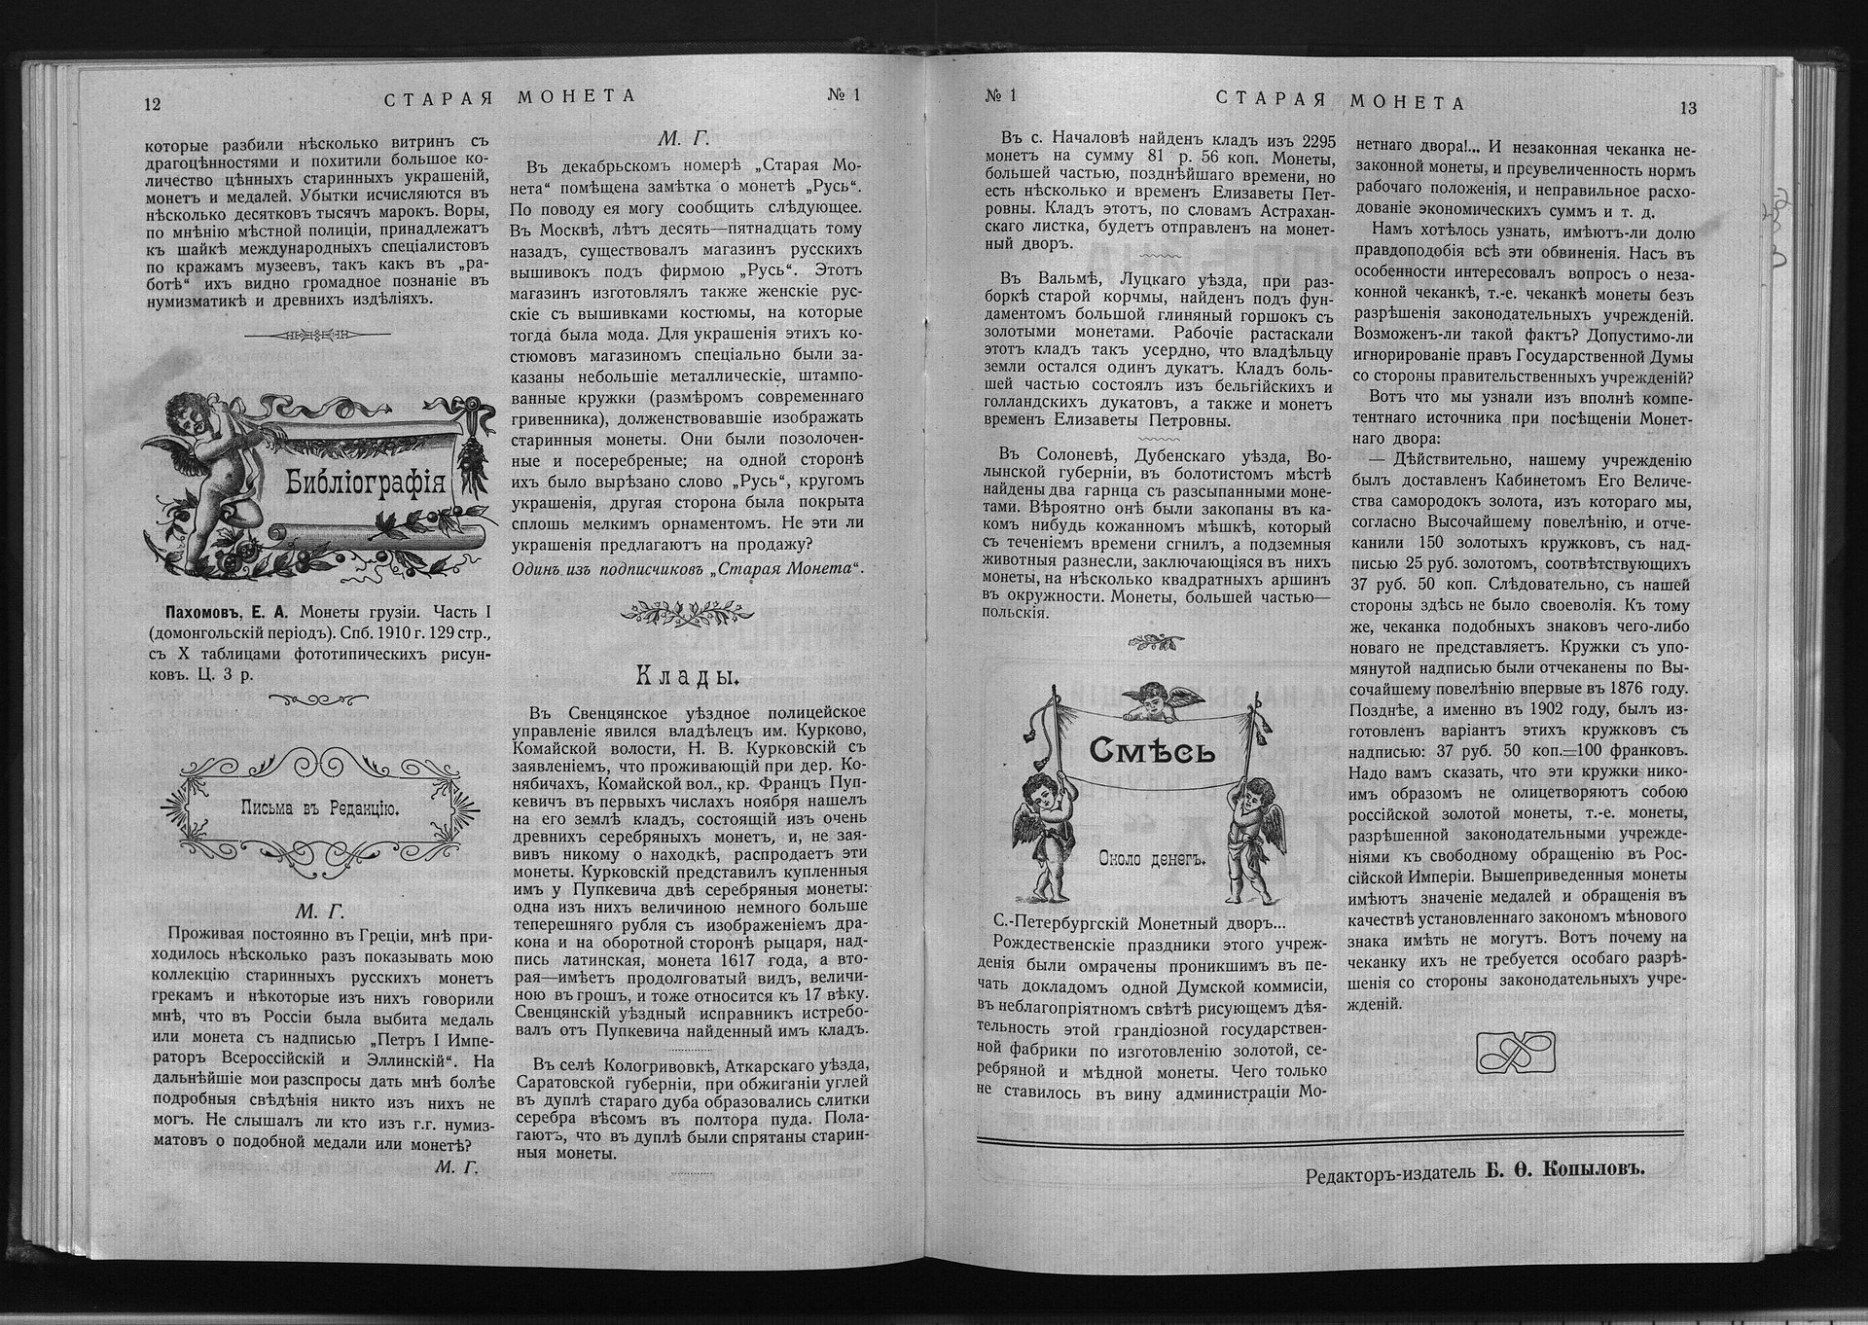 12
СТАРАЯ МОНЕТА
№ 1
которые разбили нѣсколько витринъ съ
драгоцѣнностями и похитили большое ко-
личество цѣнныхъ старинныхъ украшеній,
монетъ и медалей. Убытки исчисляются въ
нѣсколько десятковъ тысячъ марокъ. Воры,
по мнѣнію мѣстной полиціи, принадлежатъ
къ шайкѣ международныхъ спеціалистовъ
по кражамъ музеевъ, такъ какъ въ „ра-
ботѣ“ ихъ видно громадное познаніе въ
нумизматикѣ и древнихъ издѣліяхъ.
Библіографія
Пахомовъ, Е. А. Монеты грузіи. Часть I
(домонгольскій періодъ). Спб. 1910 г. 129 стр.,
съ X таблицами фототипическихъ рисун-
ковъ. Ц. 3 р.
Письма въ Редакцію.
М. Г.
Проживая постоянно въ Греціи, мнѣ при-
ходилось нѣсколько разъ показывать мою
коллекцію старинныхъ русскихъ монетъ
грекамъ и нѣкоторые изъ нихъ говорили
мнѣ, что въ Россіи была выбита медаль
или монета съ надписью „Петръ I Импе-
раторъ Всероссійскій и Эллинскій“. На
дальнѣйшіе мои разспросы дать мнѣ болѣе
подробныя свѣдѣнія никто изъ нихъ не
могъ. Не слышалъ ли кто изъ г.г. нумиз-
матовъ о подобной медали или монетѣ?
М. Г.
М. Г.
Въ декабрьскомъ номерѣ „Старая Мо-
нета“ помѣщена замѣтка о монетѣ „Русь“.
По поводу ея могу сообщить слѣдующее.
Въ Москвѣ, лѣтъ десять—пятнадцать тому
назадъ, существовалъ магазинъ русскихъ
вышивокъ подъ фирмою „Русь“. Этотъ
магазинъ изготовлялъ также женскіе рус-
скіе съ вышивками костюмы, на которые
тогда была мода. Для украшенія этихъ ко-
стюмовъ магазиномъ спеціально были за-
казаны небольшіе металлическіе, штампо-
ванные кружки (размѣромъ современнаго
гривенника), долженствовавшіе изображать
старинныя монеты. Они были позолочен-
ные и посеребреные; на одной сторонѣ
ихъ было вырѣзано слово „Русь“, кругомъ
украшенія, другая сторона была покрыта
сплошь мелкимъ орнаментомъ. Не эти ли
украшенія предлагаютъ на продажу?
Одинъ изъ подписчиковъ „Старая Монета“.
Клады.
Въ Свенцянское уѣздное полицейское
управленіе явился владѣлецъ им. Курково,
Комайской волости, Н. В. Курковскій съ
заявленіемъ, что проживающій при дер. Ко-
нябичахъ, Комайской вол., кр. Францъ Пуп-
кевичъ въ первыхъ числахъ ноября нашелъ
на его землѣ кладъ, состоящій изъ очень
древнихъ серебряныхъ монетъ, и, не зая-
вивъ никому о находкѣ, распродаетъ эти
монеты. Курковскій представилъ купленныя
имъ у Пупкевича двѣ серебряныя монеты:
одна изъ нихъ величиною немного больше
теперешняго рубля съ изображеніемъ дра-
кона и на оборотной сторонѣ рыцаря, над-
пись латинская, монета 1617 года, а вто-
рая—имѣетъ продолговатый видъ, величи-
ною въ грошъ, и тоже относится къ 17 вѣку.
Свенцянскій уѣздный исправникъ истребо-
валъ отъ Пупкевича найденный имъ кладъ.
Въ селѣ Кологривовкѣ, Аткарскаго уѣзда,
Саратовской губерніи, при обжиганіи углей
въ дуплѣ стараго дуба образовались слитки
серебра вѣсомъ въ полтора пуда. Пола-
гаютъ, что въ дуплѣ были спрятаны старин-
ныя монеты.
№ 1
СТАРАЯ МОНЕТА
13
Въ с. Началовѣ найденъ кладъ изъ 2295
монетъ на сумму 81 р. 56 коп. Монеты,
большей частью, позднѣйшаго времени, но
есть нѣсколько и временъ Елизаветы Пет-
ровны. Кладъ этотъ, по словамъ Астрахан-
скаго листка, будетъ отправленъ на монет-
ный дворъ.
Въ Вальмѣ, Луцкаго уѣзда, при раз-
боркѣ старой корчмы, найденъ подъ фун-
даментомъ большой глиняный горшокъ съ
золотыми монетами. Рабочіе растаскали
этотъ кладъ такъ усердно, что владѣльцу
земли остался одинъ дукатъ. Кладъ боль-
шей частью состоялъ изъ бельгійскихъ и
голландскихъ дукатовъ, а также и монетъ
временъ Елизаветы Петровны.
Въ Солоневѣ, Дубенскаго уѣзда, Во-
лынской губерніи, въ болотистомъ мѣстѣ
найдены два гарнца съ разсыпанными моне-
тами. Вѣроятно онѣ были закопаны въ ка-
комъ нибудь кожанномъ мѣшкѣ, который
съ теченіемъ времени сгнилъ, а подземныя
животныя разнесли, заключающіяся въ нихъ
монеты, на нѣсколько квадратныхъ аршинъ
въ окружности. Монеты, большей частью—
польскія.
Смѣсь
Около денегъ.
С.-Петербургскій Монетный дворъ...
Рождественскіе праздники этого учреж-
денія были омрачены проникшимъ въ пе-
чать докладомъ одной Думской коммисіи,
въ неблагопріятномъ свѣтѣ рисующемъ дѣя-
тельность этой грандіозной государствен-
ной фабрики по изготовленію золотой, се-
ребряной и мѣдной монеты. Чего только
не ставилось въ вину администраціи Мо-
нетнаго двора!... И незаконная чеканка не-
законной монеты, и преувеличенность нормъ
рабочаго положенія, и неправильное расхо-
дованіе экономическихъ суммъ и т. д.
Намъ хотѣлось узнать, имѣютъ-ли долю
правдоподобія всѣ эти обвиненія. Насъ въ
особенности интересовалъ вопросъ о неза-
конной чеканкѣ, т.-е. чеканкѣ монеты безъ
разрѣшенія законодательныхъ учрежденій.
Возможенъ-ли такой фактъ? Допустимо-ли
игнорированіе правъ Государственной Думы
со стороны правительственныхъ учрежденій?
Вотъ что мы узнали изъ вполнѣ компе-
тентнаго источника при посѣщеніи Монет-
наго двора:
— Дѣйствительно, нашему учрежденію
былъ доставленъ Кабинетомъ Его Величе-
ства самородокъ золота, изъ котораго мы,
согласно Высочайшему повелѣнію, и отче-
канили 150 золотыхъ кружковъ, съ над-
писью 25 руб. золотомъ, соотвѣтствующихъ
37 руб. 50 коп. Слѣдовательно, съ нашей
стороны здѣсь не было своеволія. Къ тому
же, чеканка подобныхъ знаковъ чего-либо
новаго не представляетъ. Кружки съ упо-
мянутой надписью были отчеканены по Вы-
сочайшему повелѣнію впервые въ 1876 году.
Позднѣе, а именно въ 1902 году, былъ из-
готовленъ варіантъ этихъ кружковъ съ
надписью: 37 руб. 50 коп.=100 франковъ.
Надо вамъ сказать, что эти кружки нико-
имъ образомъ не олицетворяютъ собою
россійской золотой монеты, т.-е. монеты,
разрѣшенной законодательными учрежде-
ніями къ свободному обращенію въ Рос-
сійской Имперіи. Вышеприведенныя монеты
имѣютъ значеніе медалей и обращенія въ
качествѣ установленнаго закономъ мѣнового
знака имѣть не могутъ. Вотъ почему на
чеканку ихъ не требуется особаго разрѣ-
шенія со стороны законодательныхъ учре-
жденій.
Редакторъ-издатель Б. Ѳ. Копыловъ.